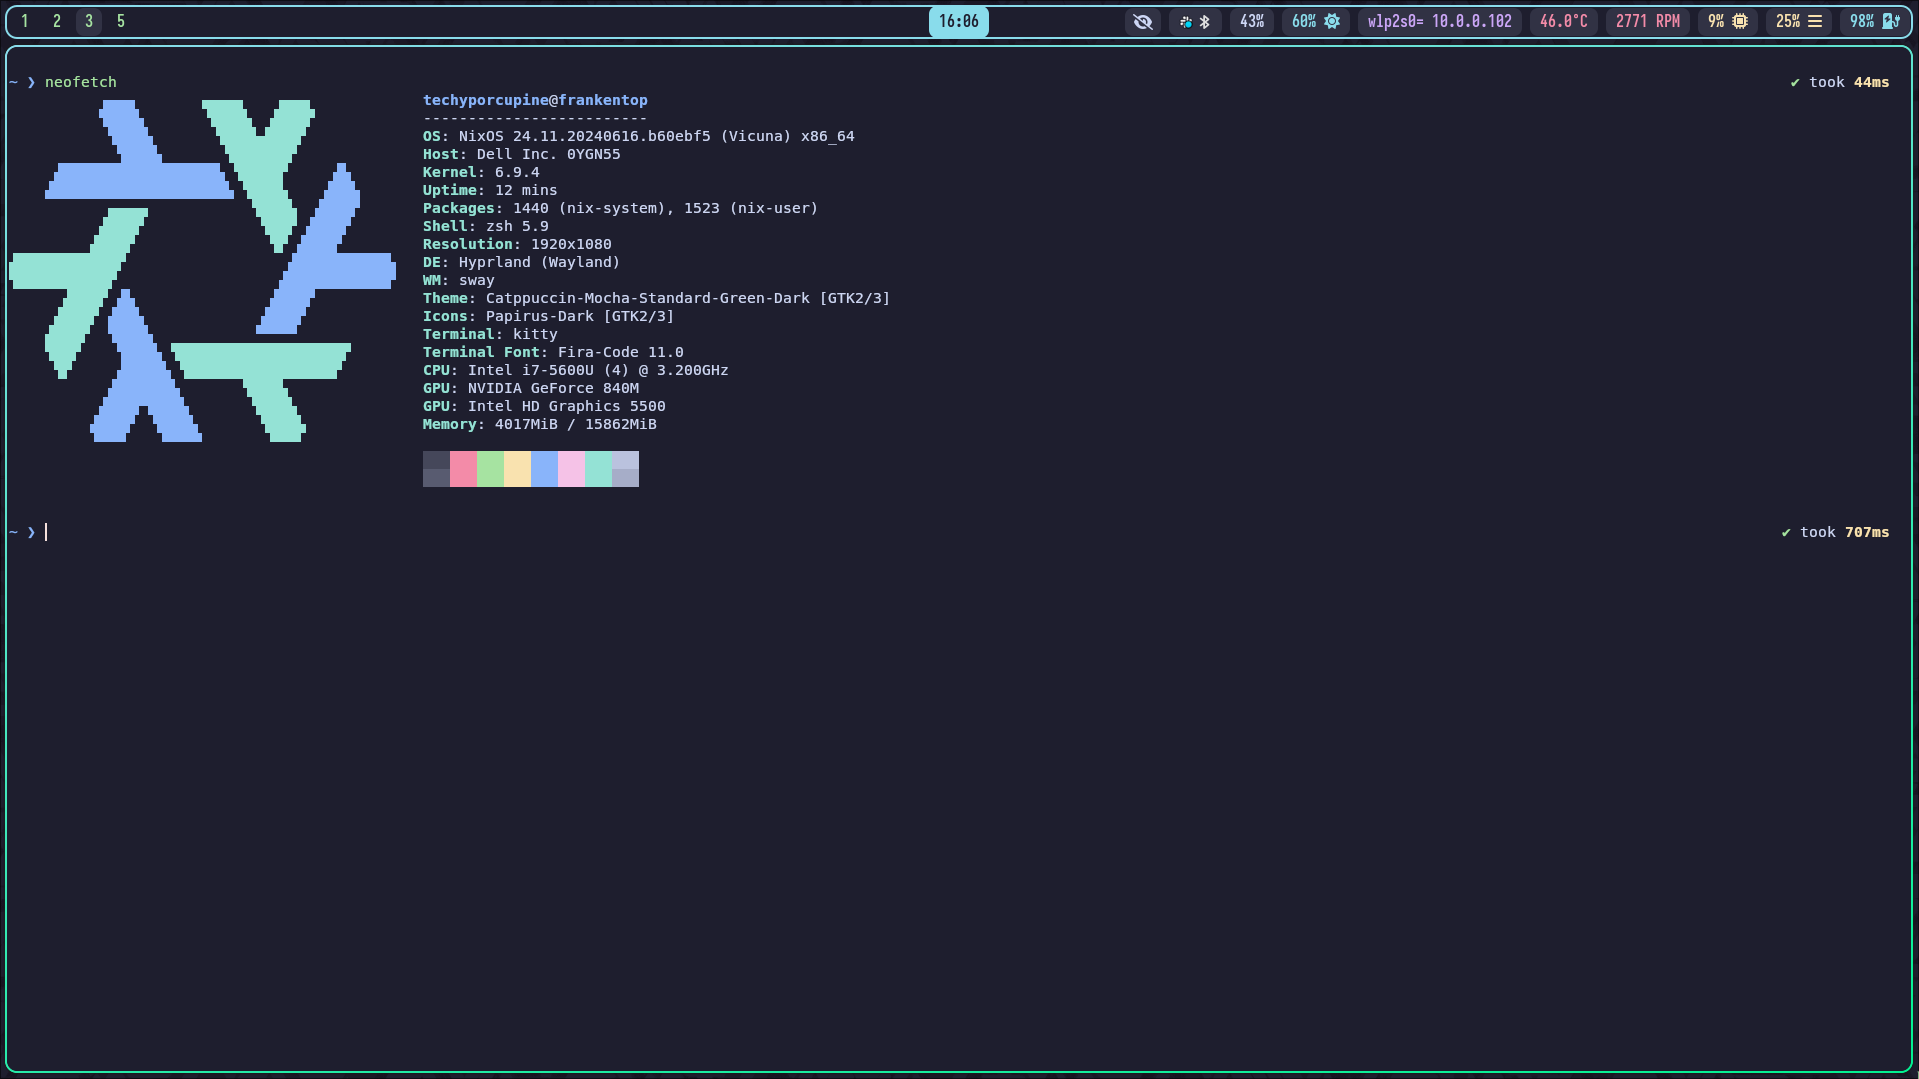 1 2 3 5 16:06 43% 60% wlp2s0= 10.0.0.102 46.0°C 2771 RPM 9% 25% 98%
~ ❯ neofetch ✔ took 44ms
techyporcupine@frankentop
-------------------------
OS: NixOS 24.11.20240616.b60ebf5 (Vicuna) x86_64
Host: Dell Inc. 0YGN55
Kernel: 6.9.4
Uptime: 12 mins
Packages: 1440 (nix-system), 1523 (nix-user)
Shell: zsh 5.9
Resolution: 1920x1080
DE: Hyprland (Wayland)
WM: sway
Theme: Catppuccin-Mocha-Standard-Green-Dark [GTK2/3]
Icons: Papirus-Dark [GTK2/3]
Terminal: kitty
Terminal Font: Fira-Code 11.0
CPU: Intel i7-5600U (4) @ 3.200GHz
GPU: NVIDIA GeForce 840M
GPU: Intel HD Graphics 5500
Memory: 4017MiB / 15862MiB
~ ❯ ✔ took 707ms